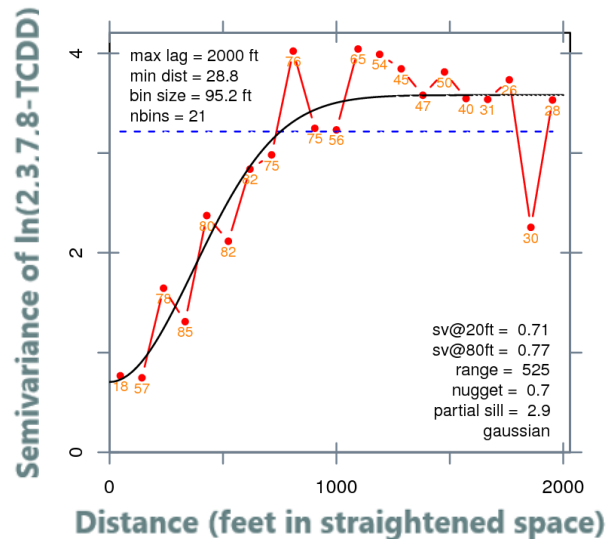 Semivariance of ln(2.3.7.8-TCDD)
4
2
0
max lag = 2000 ft
min dist = 28.8
bin size = 95.2 ft
nbins = 21
18
57
78
85
80
82
82
75
76
75
56
65
54
45
47
50
40
31
26
30
28
sv@20ft = 0.71
sv@80ft = 0.77
range = 525
nugget = 0.7
partial sill = 2.9
gaussian
0
1000
2000
Distance (feet in straightened space)